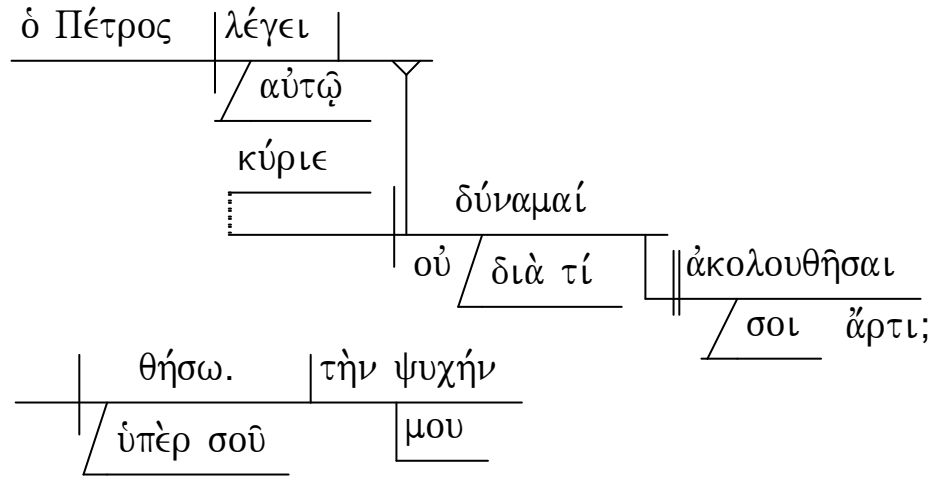 ὁ Πέτρος λέγει
αὐτῷ
κύριε
δύναμαί
οὐ διὰ τί ἀκολουθῆσαι
σοι ἄρτι;
θήσω. τὴν ψυχήν
ὑπὲρ σοῦ μου